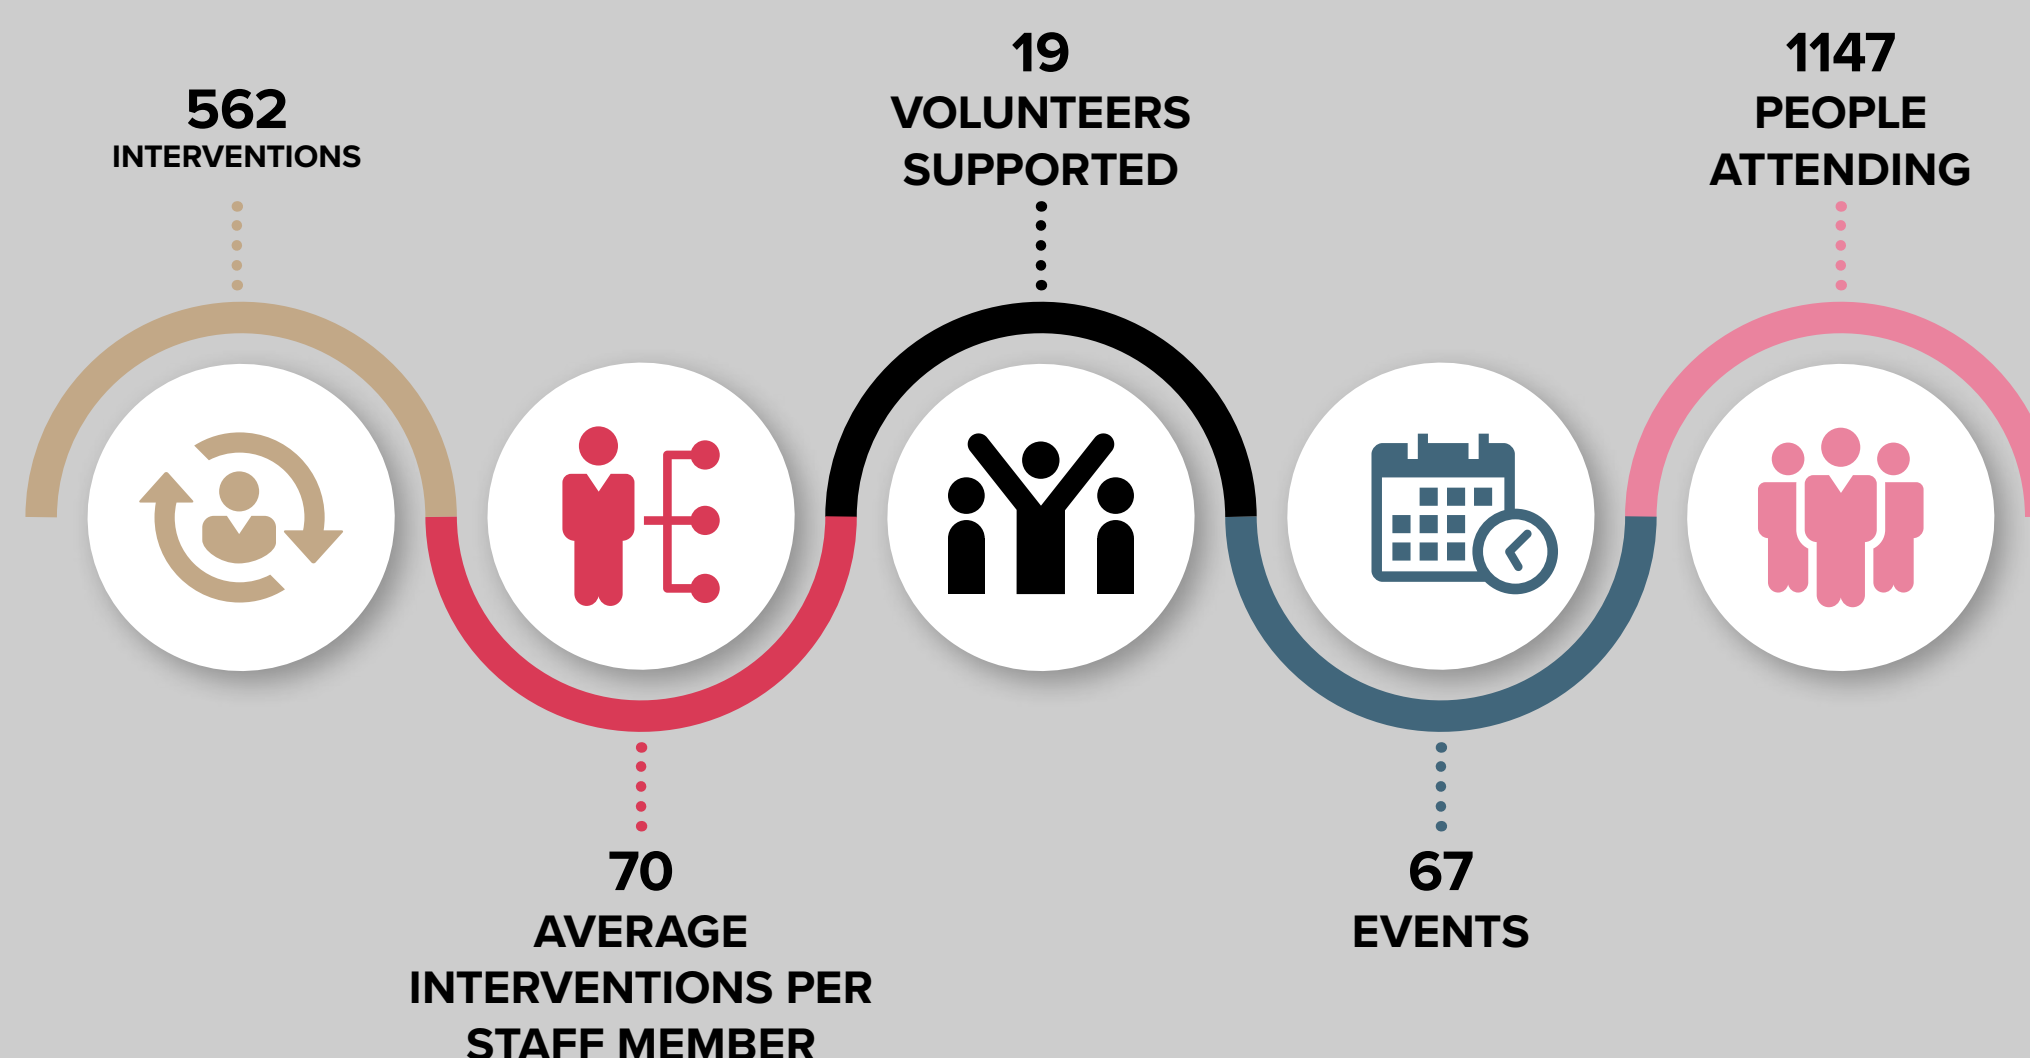 562
INTERVENTIONS
70
AVERAGE
INTERVENTIONS PER
STAFF MEMBER
19
VOLUNTEERS
SUPPORTED
67
EVENTS
1147
PEOPLE
ATTENDING